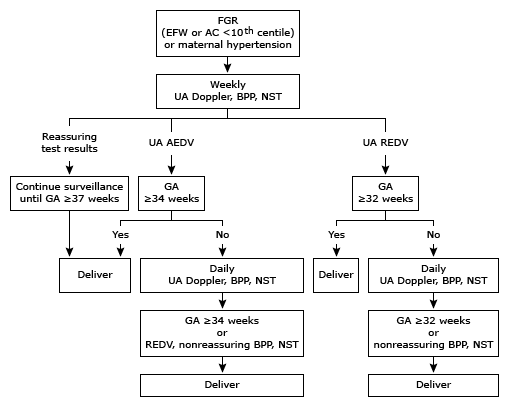 FGR
(EFW or AC <10th centile)
or maternal hypertension
Weekly
UA Doppler, BPP, NST
Reassuring
test results
UA AEDV
UA REDV
Continue surveillance
until GA ≥37 weeks
GA
≥34 weeks
GA
≥32 weeks
Yes
No
Yes
No
Deliver
Daily
UA Doppler, BPP, NST
Deliver
Daily
UA Doppler, BPP, NST
GA ≥34 weeks
or
REDV, nonreassuring BPP, NST
GA ≥32 weeks
or
nonreassuring BPP, NST
Deliver
Deliver